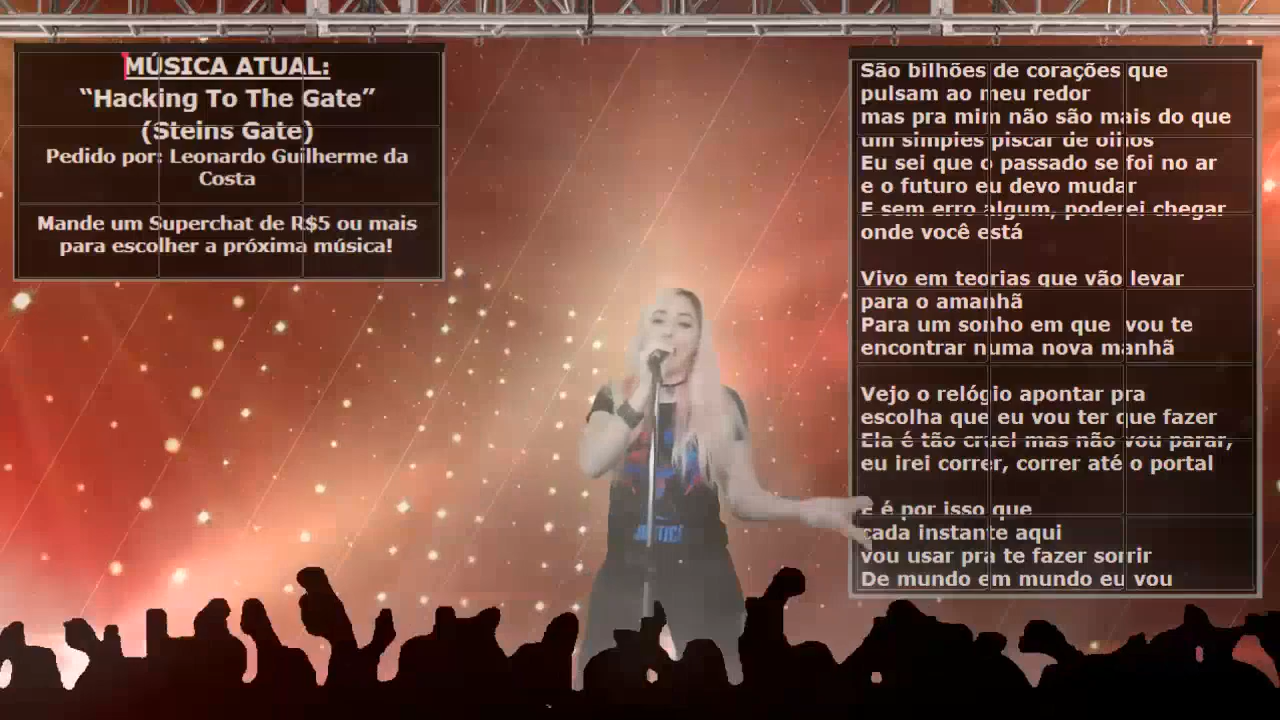 MÚSICA ATUAL:
“Hacking To The Gate”
(Steins Gate)
Pedido por: Leonardo Guilherme da
Costa
Mande um Superchat de R$5 ou mais
para escolher a próxima música!
São bilhões de corações que
pulsam ao meu redor
mas pra mim não são mais do que
um simples piscar de olhos
Eu sei que o passado se foi no ar
e o futuro eu devo mudar
E sem erro algum, poderei chegar
onde você está
Vivo em teorias que vão levar
para o amanhã
Para um sonho em que vou te
encontrar numa nova manhã
Vejo o relógio apontar pra
escolha que eu vou ter que fazer
Ela é tão cruel mas não vou parar,
eu irei correr, correr até o portal
E é por isso que
cada instante aqui
vou usar pra te fazer sorrir
De mundo em mundo eu vou